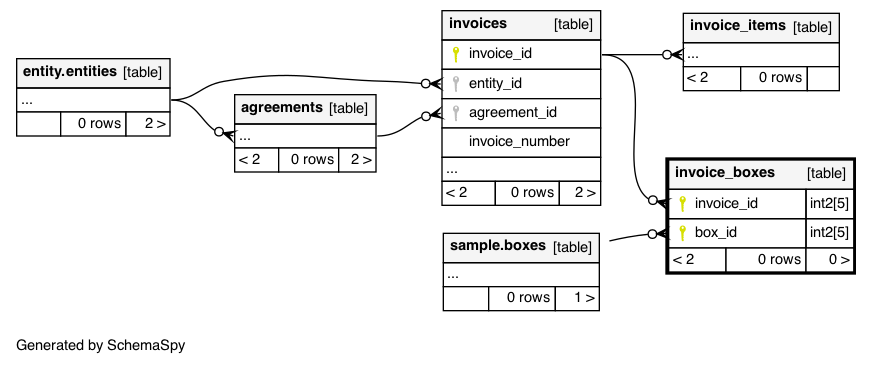 entity.entities [table]
...
0 rows 2 >
agreements [table]
...
< 2 0 rows 2 >
invoices [table]
invoice_id
entity_id
agreement_id
invoice_number
...
< 2 0 rows 2 >
sample.boxes [table]
...
0 rows 1 >
invoice_items [table]
...
< 2 0 rows
invoice_boxes [table]
invoice_id int2[5]
box_id int2[5]
< 2 0 rows 0 >
Generated by SchemaSpy